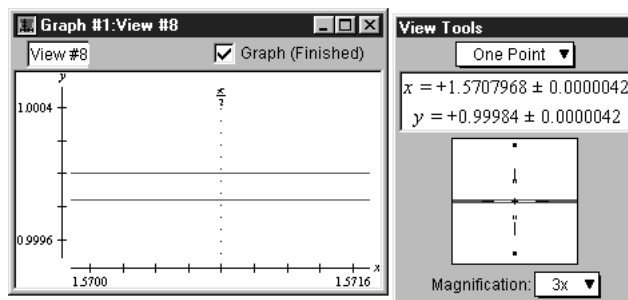 Graph #1:View #8
View #8
Graph (Finished)
y
1.0004
π
2
0.9996
1.5700
1.5716
x
View Tools
One Point
x = +1.5707968 ± 0.0000042
y = +0.99984 ± 0.0000042
Magnification: 3x